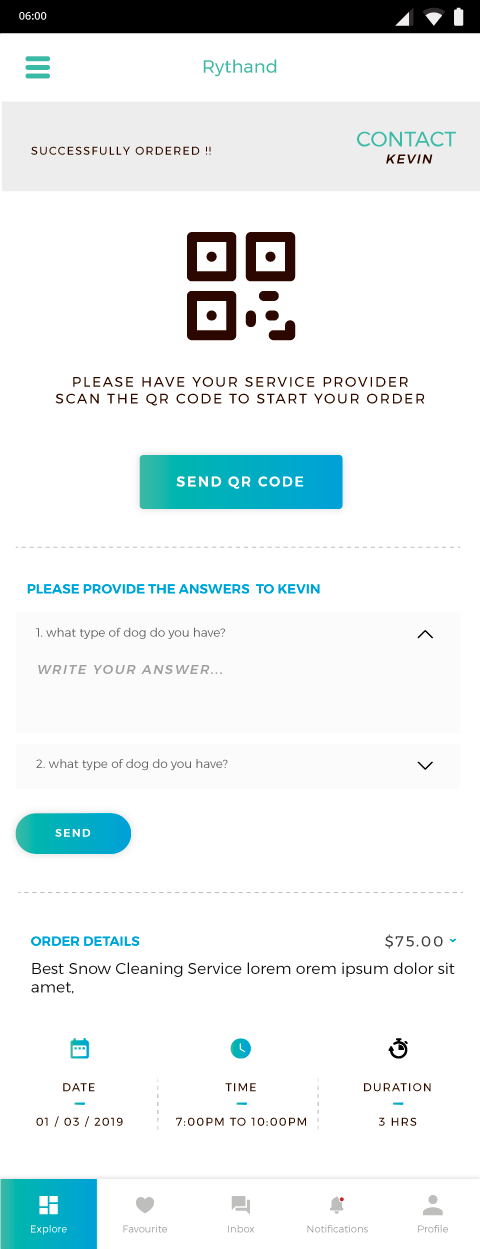 06:00
Rythand
SUCCESSFULLY ORDERED !!
CONTACT
KEVIN
PLEASE HAVE YOUR SERVICE PROVIDER
SCAN THE QR CODE TO START YOUR ORDER
SEND QR CODE
PLEASE PROVIDE THE ANSWERS  TO KEVIN
1. what type of dog do you have?
WRITE YOUR ANSWER...
2. what type of dog do you have?
SEND
ORDER DETAILS
$75.00
Best Snow Cleaning Service lorem orem ipsum dolor sit
amet,
DATE
TIME
DURATION
01 / 03 / 2019
7:00PM TO 10:00PM
3 HRS
Explore
Favourite
Inbox
Notifications
Profile